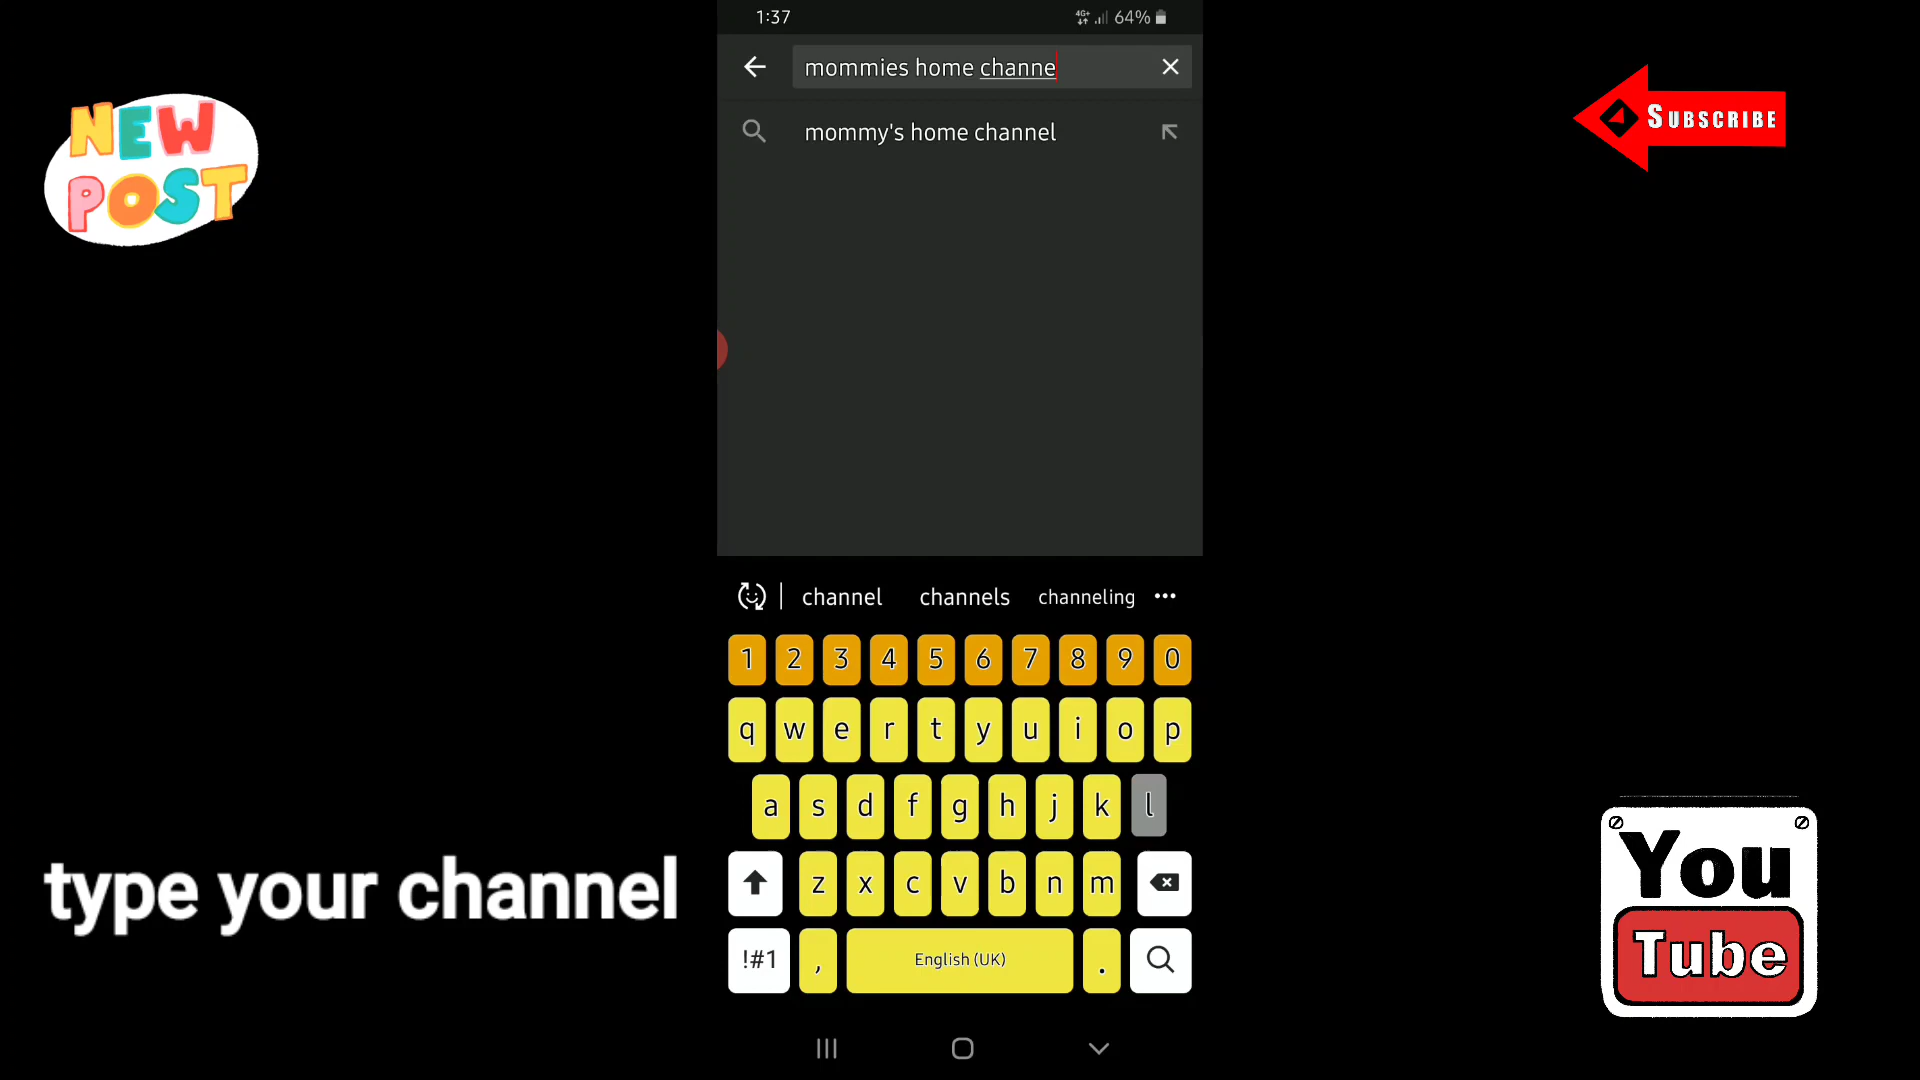 1:37
4G+
64%
mommies home channe
mommy's home channel
NEW
POST
SUBSCRIBE
channel channels channeling
1 2 3 4 5 6 7 8 9 0
q w e r t y u i o p
a s d f g h j k l
z x c v b n m
!#1 , English (UK) .
type your channel
You
Tube